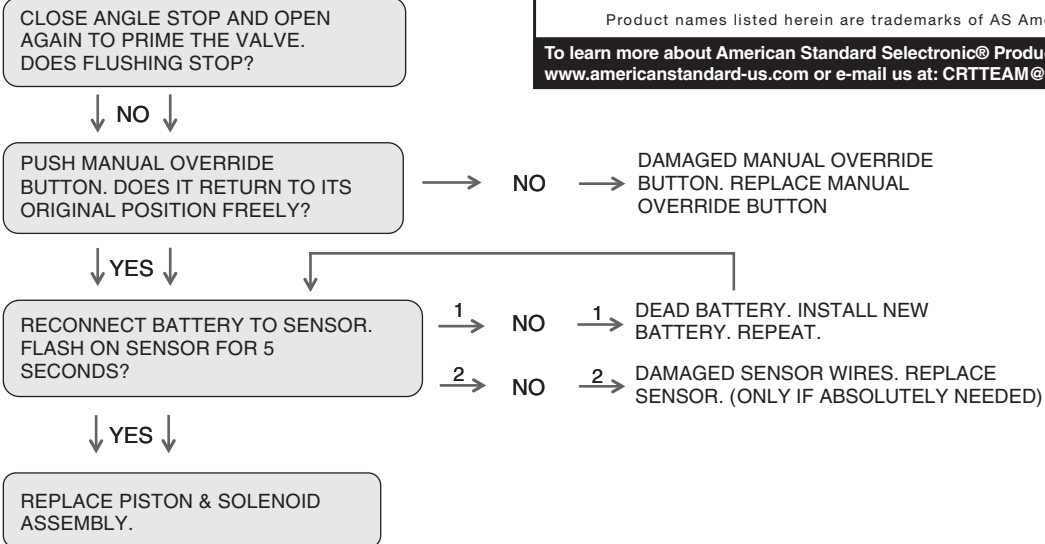 CLOSE ANGLE STOP AND OPEN
AGAIN TO PRIME THE VALVE.
DOES FLUSHING STOP?
Product names listed herein are trademarks of AS
To learn more about American Standard Selectronic®
www.americanstandard-us.com or e-mail us at: CRTTEAM@
NO
PUSH MANUAL OVERRIDE
BUTTON. DOES IT RETURN TO ITS
ORIGINAL POSITION FREELY?
NO
DAMAGED MANUAL OVERRIDE
BUTTON. REPLACE MANUAL
OVERRIDE BUTTON
YES
RECONNECT BATTERY TO SENSOR.
FLASH ON SENSOR FOR 5
SECONDS?
1 NO 1 DEAD BATTERY. INSTALL NEW
BATTERY. REPEAT.
2 NO 2 DAMAGED SENSOR WIRES. REPLACE
SENSOR. (ONLY IF ABSOLUTELY NEEDED)
YES
REPLACE PISTON & SOLENOID
ASSEMBLY.